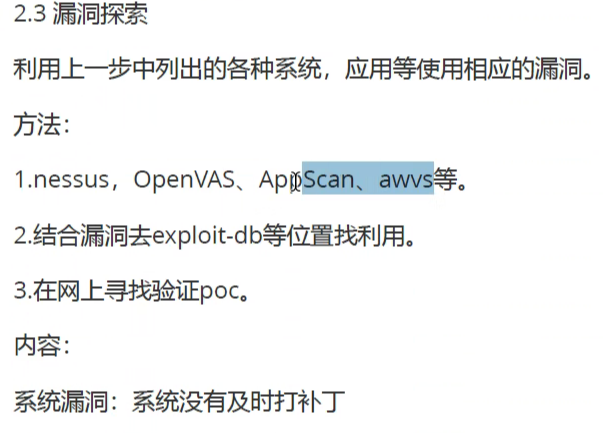 2.3 漏洞探索
利用上一步中列出的各种系统，应用等使用相应的漏洞。
方法：
1.nessus，OpenVAS、AppScan、awvs等。
2.结合漏洞去exploit-db等位置找利用。
3.在网上寻找验证poc。
内容：
系统漏洞：系统没有及时打补丁